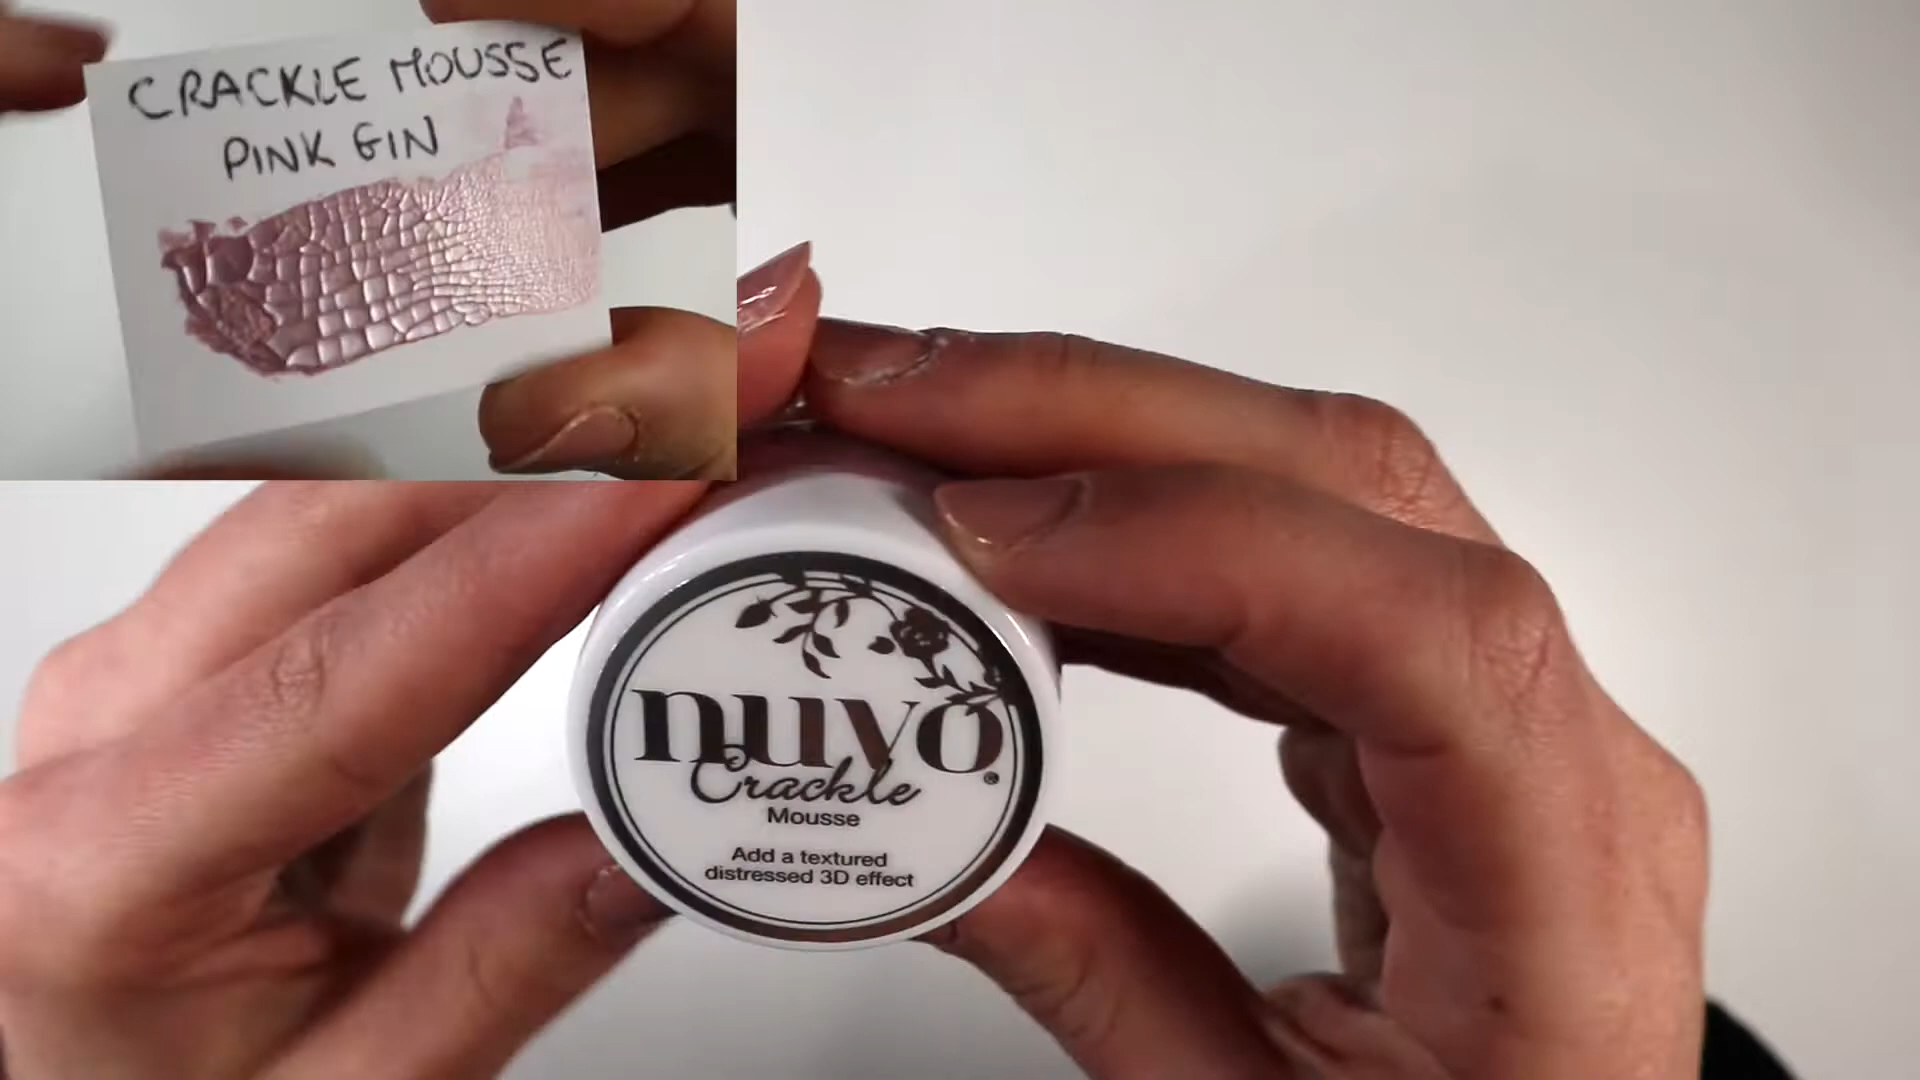 CRACKLE MOUSSE
PINK GIN
nuvo®
Crackle
Mousse
Add a textured
distressed 3D effect